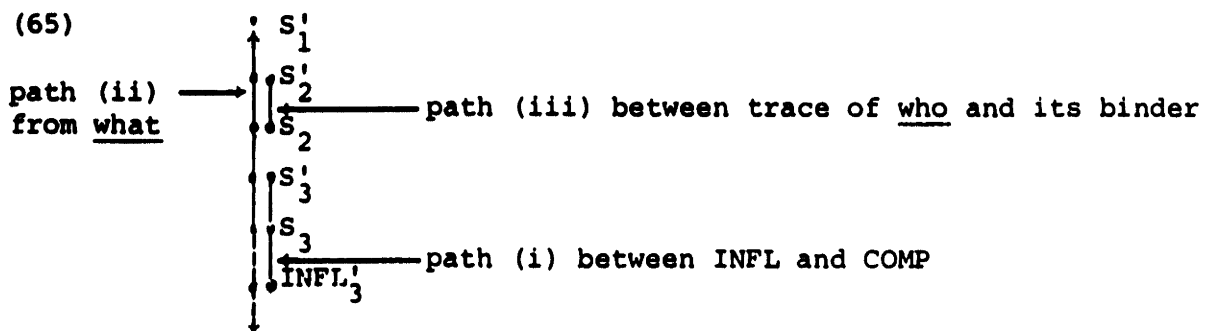 (65)
S'1
path (ii)
from what
S'2
path (iii) between trace of who and its binder
S2
S'3
S3
path (i) between INFL and COMP
INFL'3